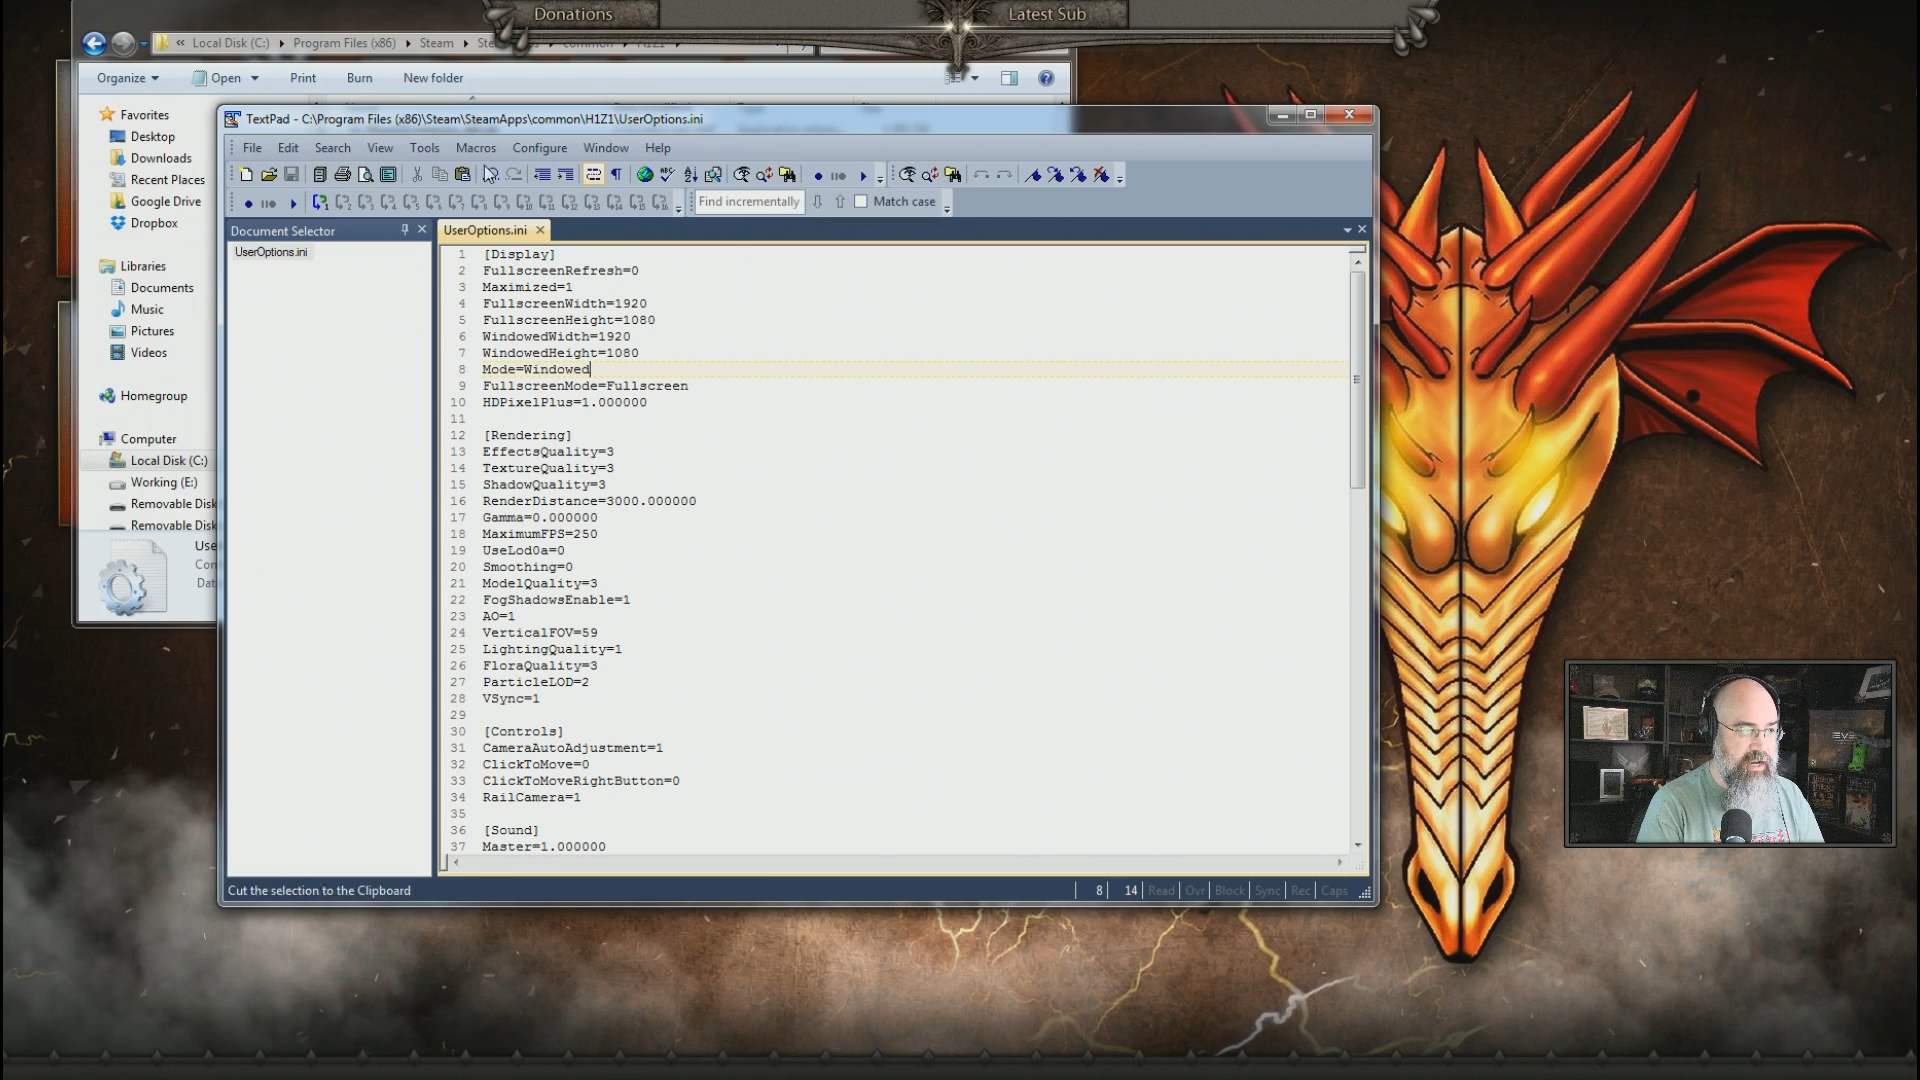 Donations
Latest Sub
« Local Disk (C:) ▸ Program Files (x86) ▸ Steam ▸ common ▸ H1Z1 ▸
Organize Open Print Burn New folder
Favorites
Desktop
Downloads
Recent Places
Google Drive
Dropbox
Libraries
Documents
Music
Pictures
Videos
Homegroup
Computer
Local Disk (C:)
Working (E:)
Removable Disk
Removable Disk
TextPad - C:\Program Files (x86)\Steam\SteamApps\common\H1Z1\UserOptions.ini
File Edit Search View Tools Macros Configure Window Help
Find incrementally Match case
Document Selector
UserOptions.ini
UserOptions.ini
1 [Display]
2 FullscreenRefresh=0
3 Maximized=1
4 FullscreenWidth=1920
5 FullscreenHeight=1080
6 WindowedWidth=1920
7 WindowedHeight=1080
8 Mode=Windowed
9 FullscreenMode=Fullscreen
10 HDPixelPlus=1.000000
11
12 [Rendering]
13 EffectsQuality=3
14 TextureQuality=3
15 ShadowQuality=3
16 RenderDistance=3000.000000
17 Gamma=0.000000
18 MaximumFPS=250
19 UseLod0a=0
20 Smoothing=0
21 ModelQuality=3
22 FogShadowsEnable=1
23 AO=1
24 VerticalFOV=59
25 LightingQuality=1
26 FloraQuality=3
27 ParticleLOD=2
28 VSync=1
29
30 [Controls]
31 CameraAutoAdjustment=1
32 ClickToMove=0
33 ClickToMoveRightButton=0
34 RailCamera=1
35
36 [Sound]
37 Master=1.000000
Cut the selection to the Clipboard
8 14 Read Ovr Block Sync Rec Caps